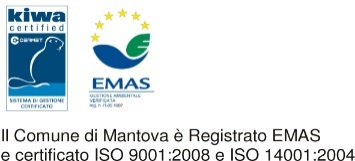 kiwa
certified
CERMET
SISTEMA DI GESTIONE
CERTIFICATO
EMAS
GESTIONE AMBIENTALE
VERIFICATA
Il Comune di Mantova è Registrato EMAS
e certificato ISO 9001:2008 e ISO 14001:2004